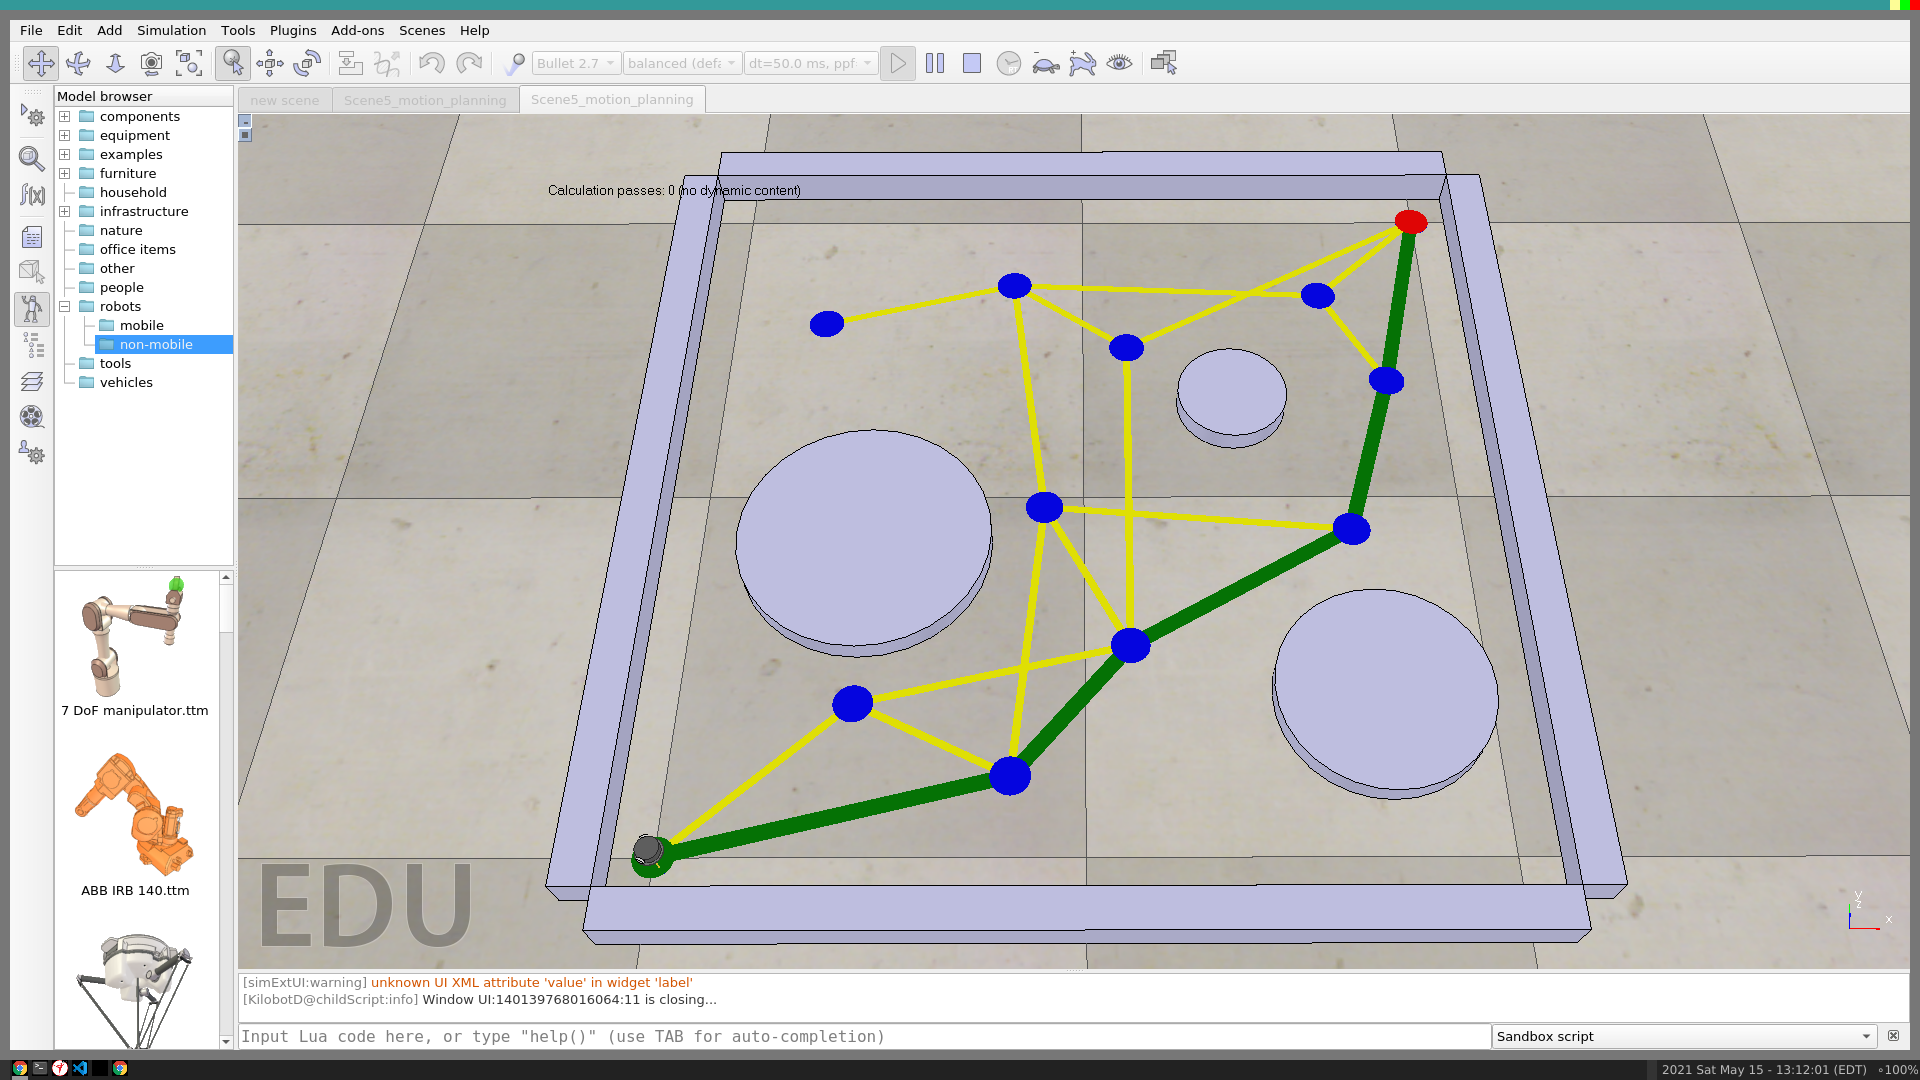 File Edit Add Simulation Tools Plugins Add-ons Scenes Help
Bullet 2.7 balanced (defa dt=50.0 ms, ppf
Model browser
new scene Scene5_motion_planning Scene5_motion_planning
components
equipment
examples
furniture
household
infrastructure
nature
office items
other
people
robots
mobile
non-mobile
tools
vehicles
f(x)
7 DoF manipulator.ttm
ABB IRB 140.ttm
Calculation passes: 0 (no dynamic content)
EDU
y
z
x
[simExtUI:warning] unknown UI XML attribute 'value' in widget 'label'
[KilobotD@childScript:info] Window UI:140139768016064:11 is closing...
Input Lua code here, or type "help()" (use TAB for auto-completion)
Sandbox script
2021 Sat May 15 - 13:12:01 (EDT) ∘100%